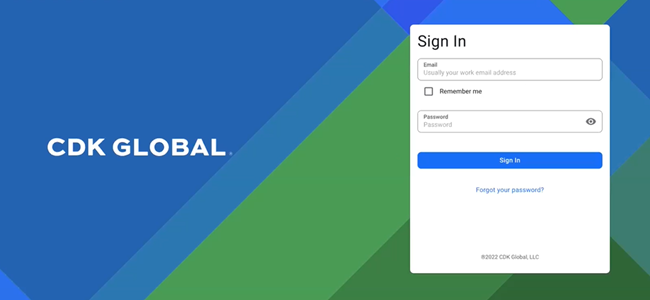 CDK GLOBAL.
Sign In
Email
Usually your work email address
Remember me
Password
Password
Sign In
Forgot your password?
©2022 CDK Global, LLC